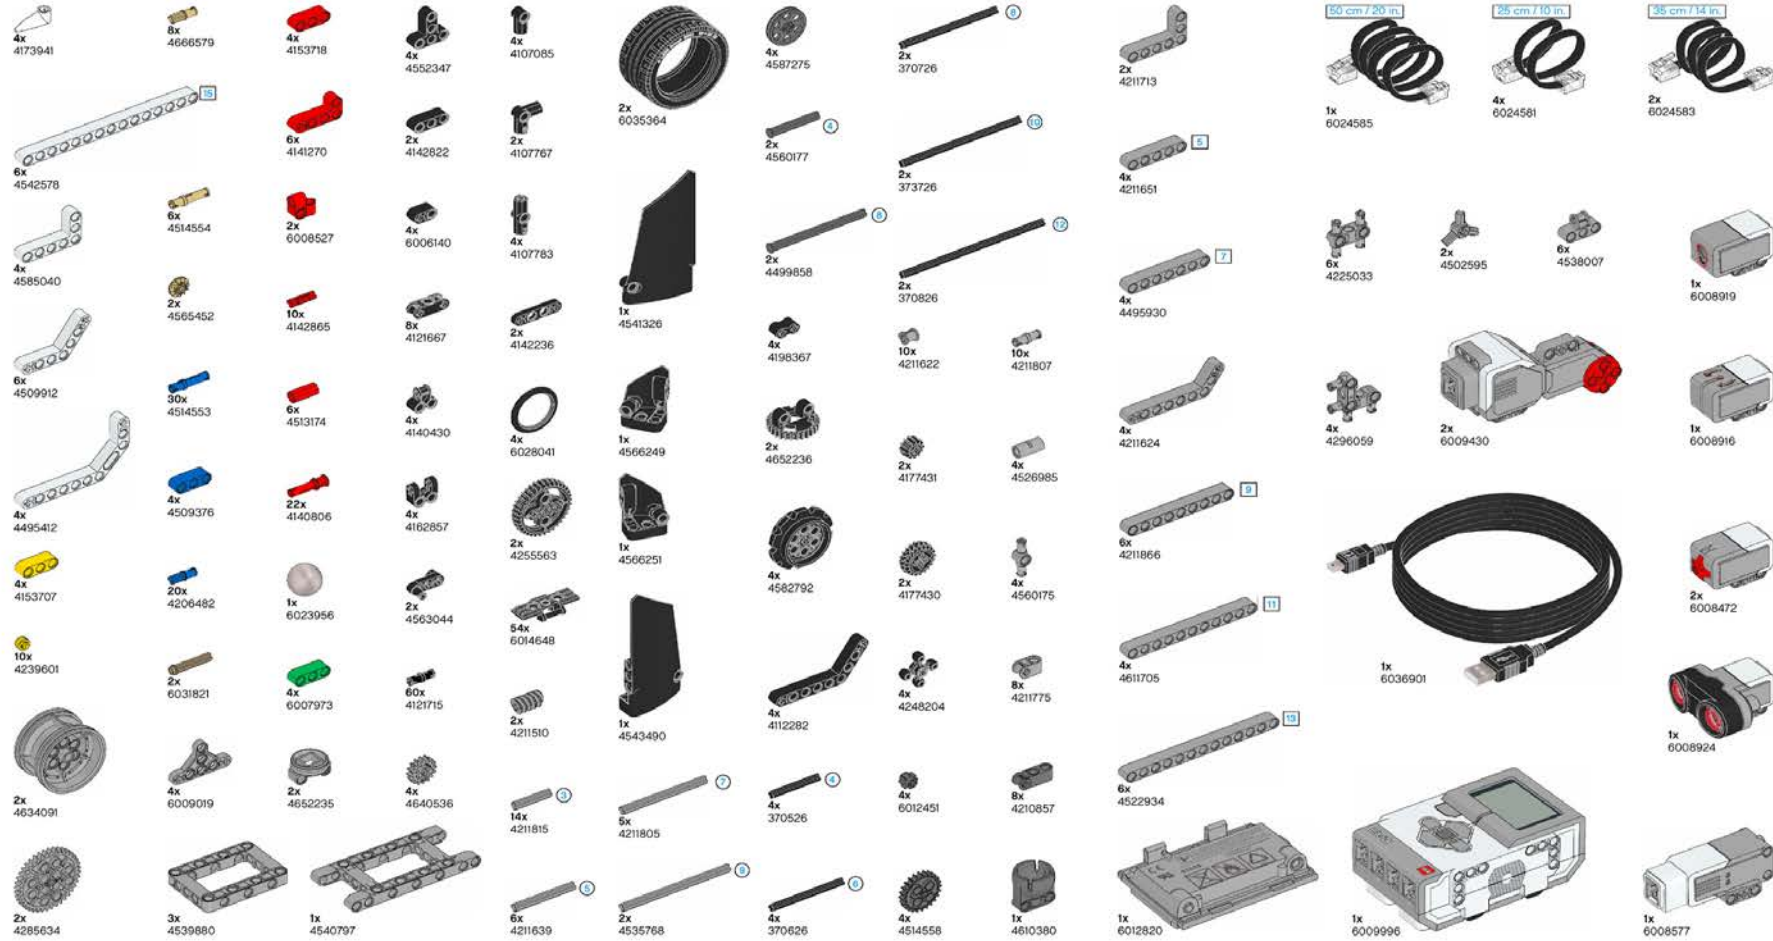 4x
4173941
15
6x
4542578
4x
4585040
6x
4509912
4x
4495412
4x
4153707
10x
4239601
2x
4634091
2x
4285634
8x
4666579
6x
4514554
2x
4565452
30x
4514553
4x
4509376
20x
4206482
2x
6031821
4x
6009019
3x
4539880
4x
4153718
6x
4141270
2x
6008527
10x
4142865
6x
4513174
22x
4140806
1x
6023956
4x
6007973
2x
4652235
1x
4540797
4x
4552347
2x
4142822
4x
6006140
8x
4121667
4x
4140430
4x
4162857
2x
4563044
60x
4121715
4x
4640536
4x
4107085
2x
4107767
4x
4107783
2x
4142236
4x
6028041
2x
4255563
54x
6014648
2x
4211510
3
14x
4211815
5
6x
4211639
2x
6035364
1x
4541326
1x
4566249
1x
4566251
1x
4543490
7
5x
4211805
9
2x
4535768
4x
4587275
4
2x
4560177
8
2x
4499858
4x
4198367
2x
4652236
4x
4582792
4x
4112282
4
4x
370526
6
4x
370626
8
2x
370726
10
2x
373726
12
2x
370826
10x
4211622
2x
4177431
2x
4177430
4x
4248204
4x
6012451
4x
4514558
10x
4211807
4x
4526985
4x
4560175
8x
4211775
8x
4210857
1x
4610380
2x
4211713
5
4x
4211651
7
4x
4495930
4x
4211624
9
6x
4211866
11
4x
4611705
13
6x
4522934
1x
6012820
50 cm / 20 in.
1x
6024585
25 cm / 10 in.
4x
6024581
35 cm / 14 in.
2x
6024583
6x
4225033
2x
4502595
6x
4538007
1x
6008919
4x
4296059
2x
6009430
1x
6008916
1x
6036901
2x
6008472
1x
6008924
1x
6009996
1x
6008577